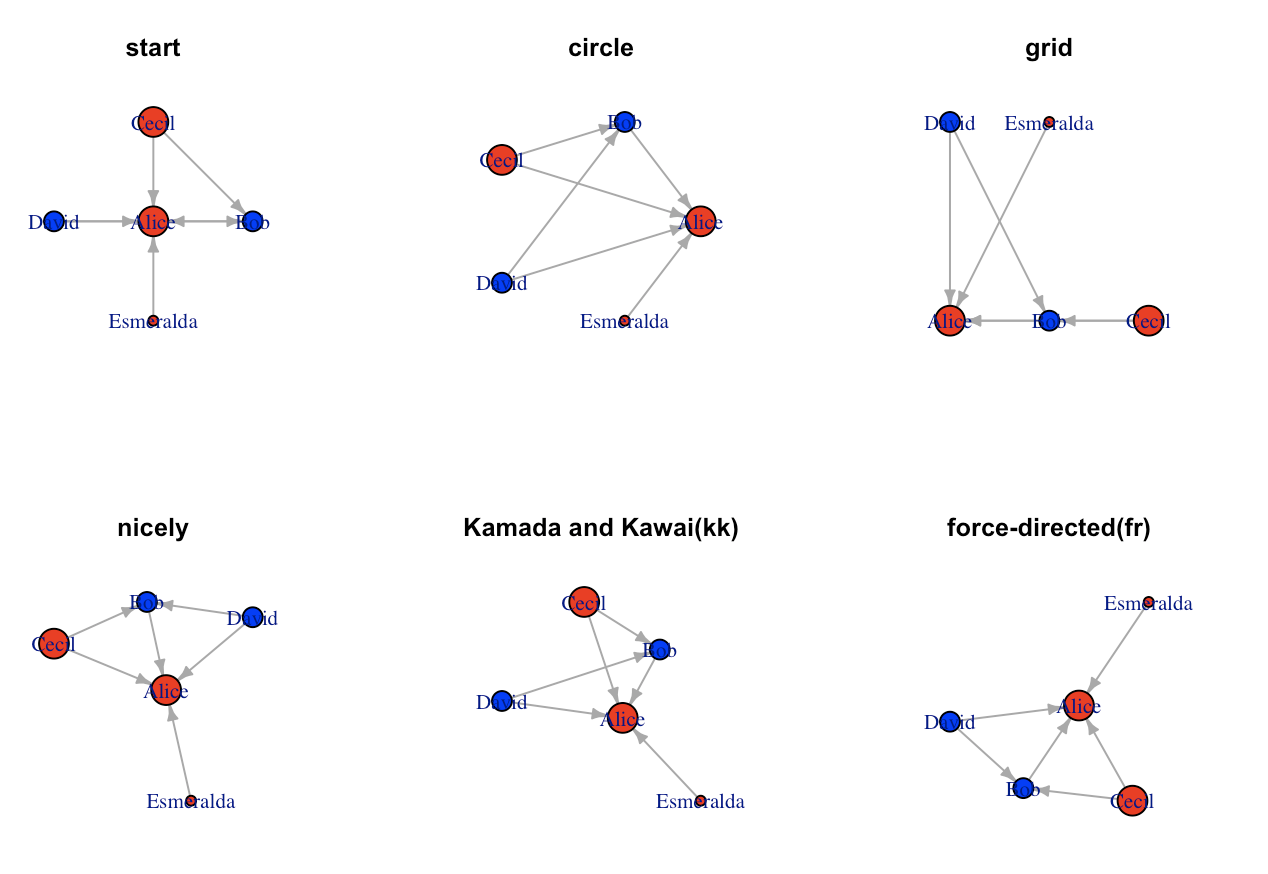 start
circle
grid
Cecil
David
Alice
Bob
Esmeralda
Bob
Cecil
Alice
David
Esmeralda
David
Esmeralda
Alice
Bob
Cecil
nicely
Kamada and Kawai(kk)
force-directed(fr)
Bob
David
Cecil
Alice
Esmeralda
Cecil
Bob
David
Alice
Esmeralda
Esmeralda
Alice
David
Bob
Cecil